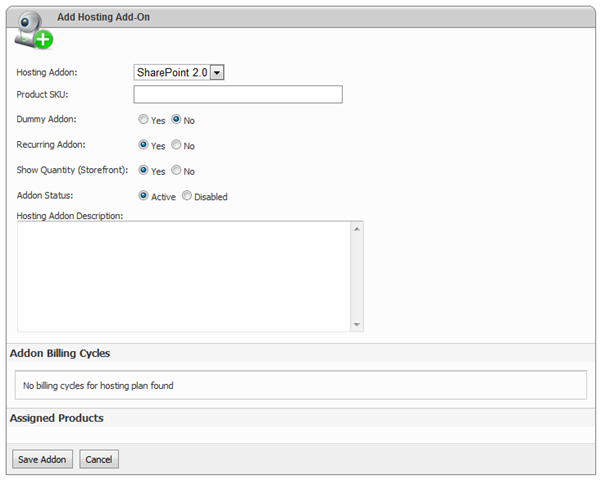 Add Hosting Add-On
Hosting Addon: SharePoint 2.0
Product SKU:
Dummy Addon: Yes No
Recurring Addon: Yes No
Show Quantity (Storefront): Yes No
Addon Status: Active Disabled
Hosting Addon Description:
Addon Billing Cycles
No billing cycles for hosting plan found
Assigned Products
Save Addon Cancel